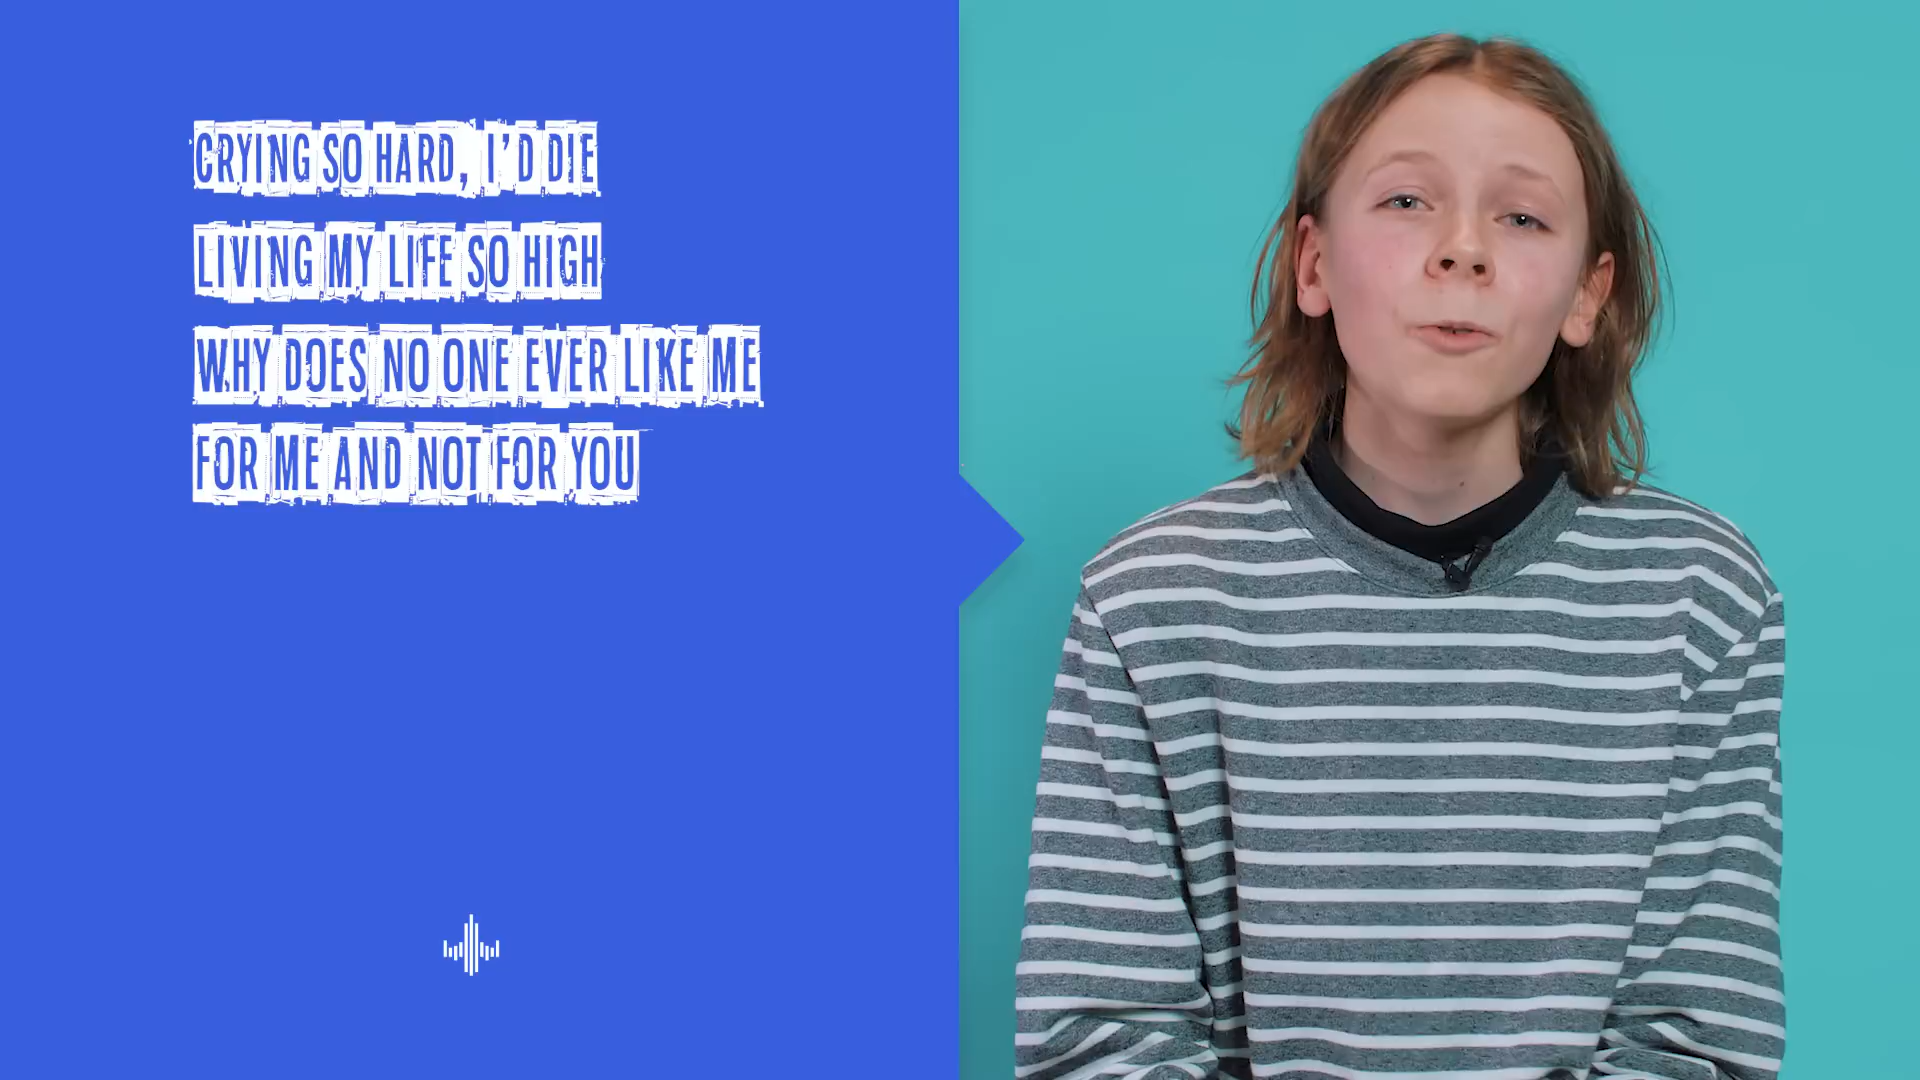 CRYING SO HARD, I'D DIE
LIVING MY LIFE SO HIGH
WHY DOES NO ONE EVER LIKE ME
FOR ME AND NOT FOR YOU